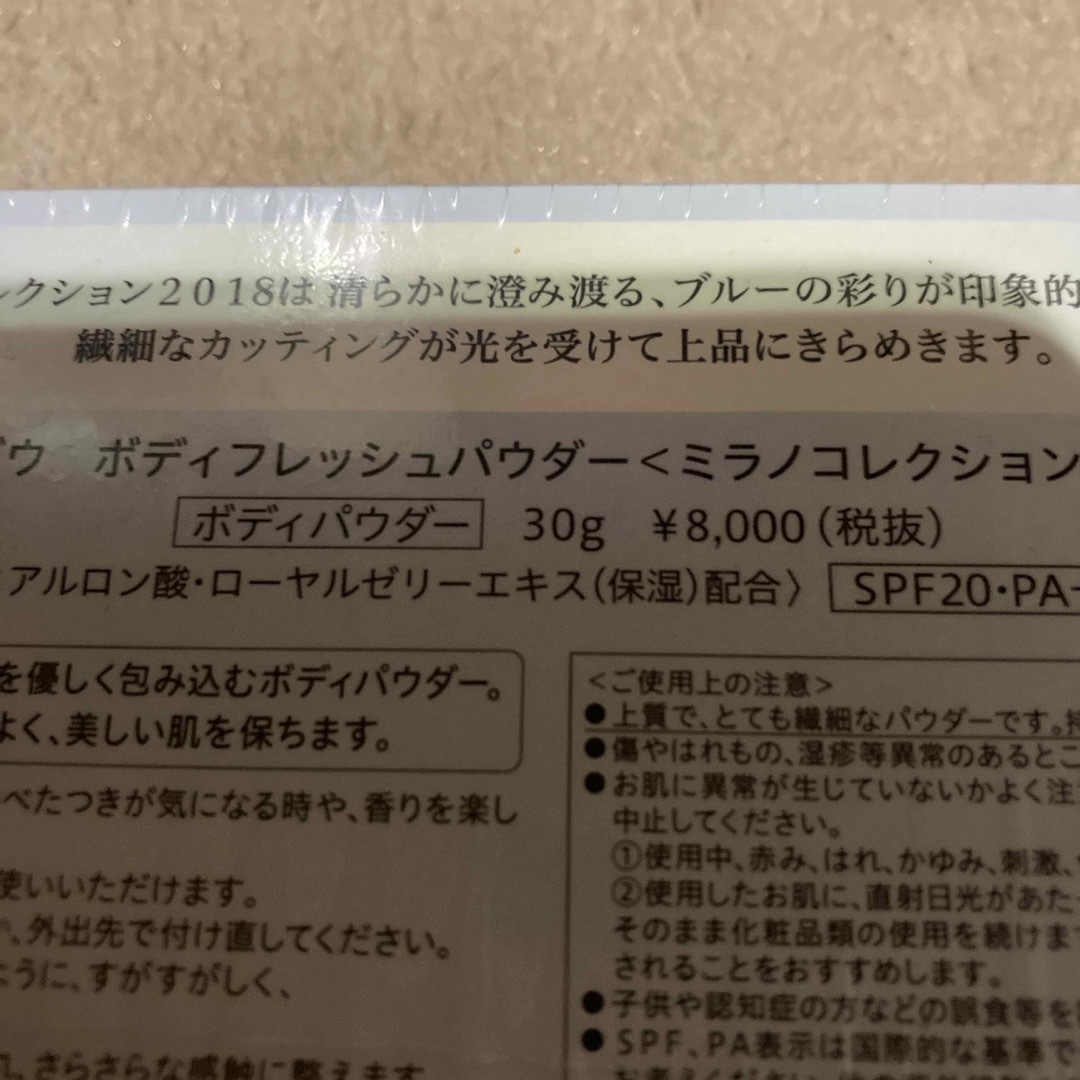 レクション2018は 清らかに澄み渡る、ブルーの彩りが印象的
繊細なカッティングが光を受けて上品にきらめきます。
ウ ボディフレッシュパウダー<ミラノコレクション
ボディパウダー 30g ¥8,000(税抜)
アルロン酸・ローヤルゼリーエキス(保湿)配合〉 SPF20・PA+
を優しく包み込むボディパウダー。
よく、美しい肌を保ちます。
べたつきが気になる時や、香りを楽し
使いいただけます。
、外出先で付け直してください。
ように、すがすがしく、
さらさらな感触に整えます
<ご使用上の注意>
●上質で、とても繊細なパウダーです。
●傷やはれもの、湿疹等異常のあるとこ
●お肌に異常が生じていないかよく注
中止してください。
①使用中、赤み、はれ、かゆみ、刺激、
②使用したお肌に、直射日光があた
そのまま化粧品類の使用を続けま
されることをおすすめします。
●子供や認知症の方などの誤食等を
●SPF、PA表示は国際的な基準で